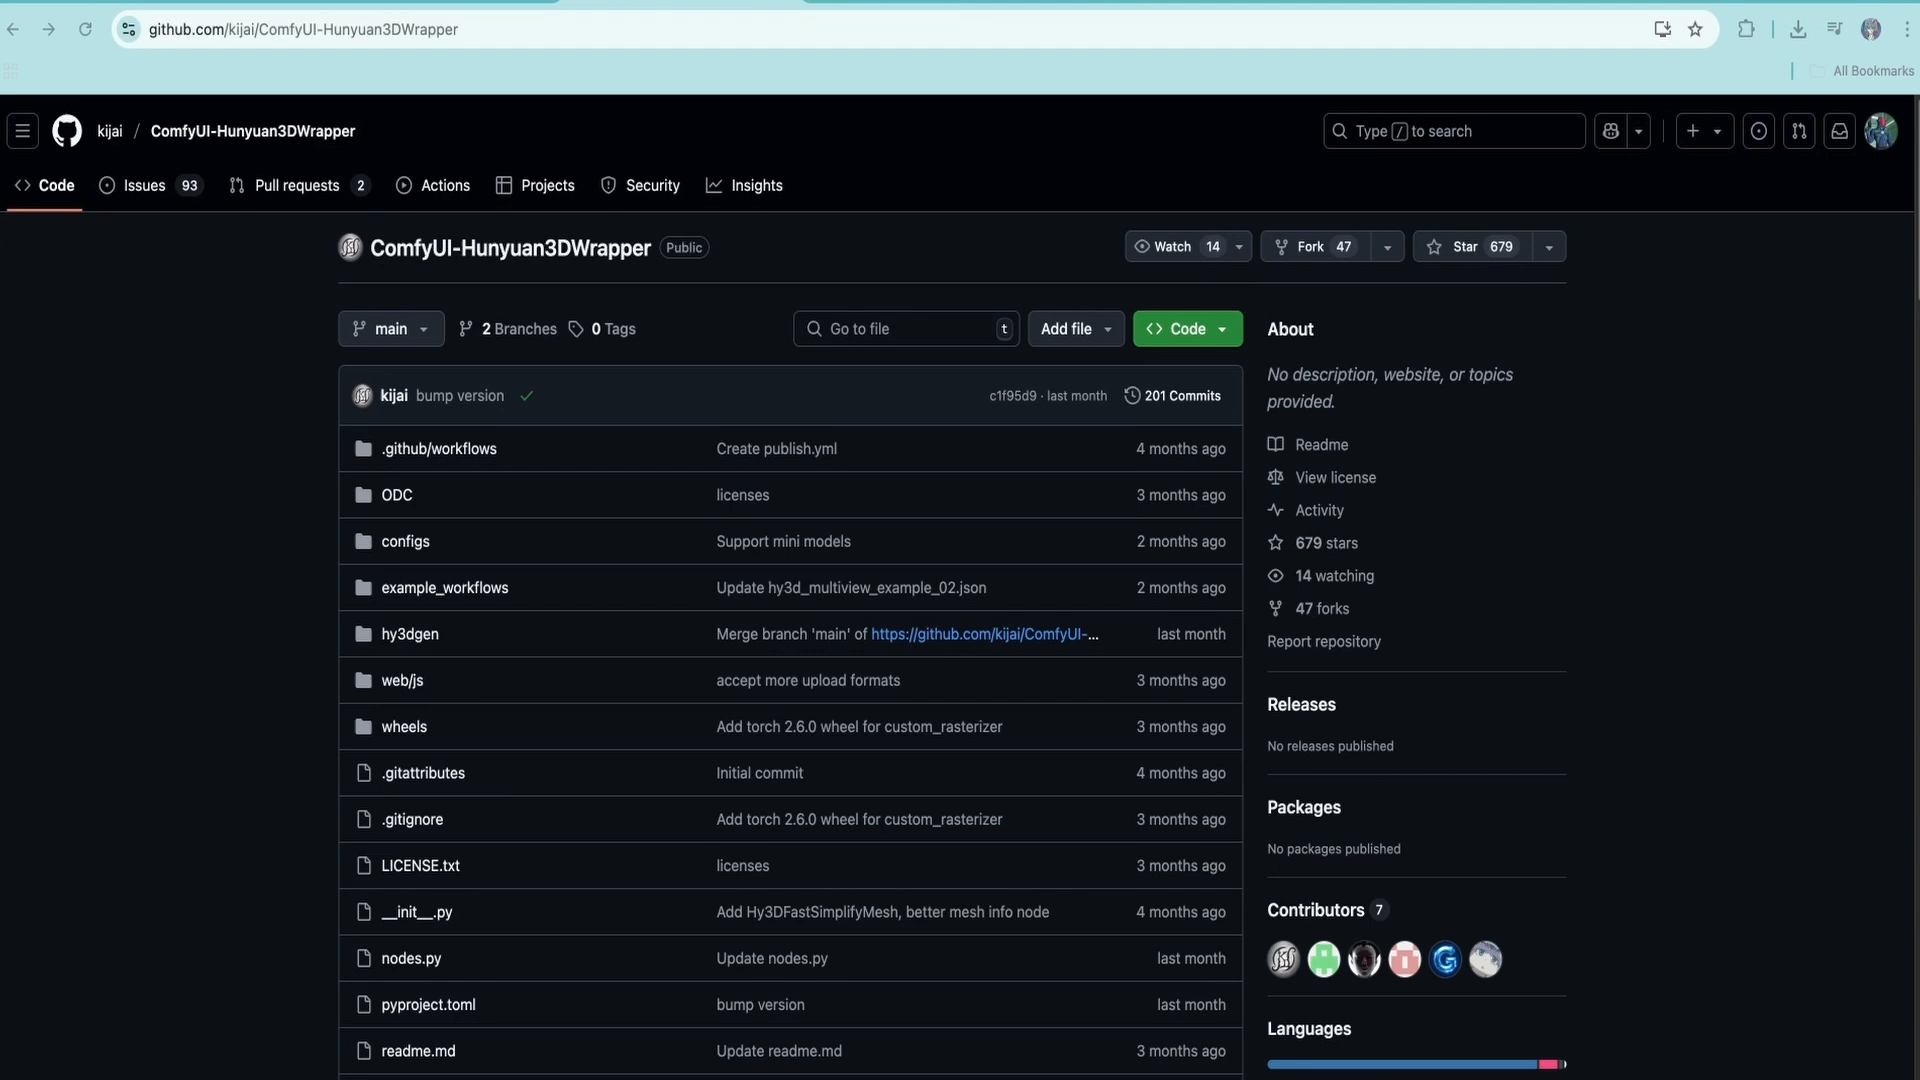 github.com/kijai/ComfyUI-Hunyuan3DWrapper
All Bookmarks
kijai / ComfyUI-Hunyuan3DWrapper
Type / to search
Code
Issues 93
Pull requests 2
Actions
Projects
Security
Insights
ComfyUI-Hunyuan3DWrapper Public
Watch 14
Fork 47
Star 679
main
2 Branches
0 Tags
Go to file t
Add file
Code
kijai bump version
c1f95d9 · last month
201 Commits
.github/workflows Create publish.yml 4 months ago
ODC licenses 3 months ago
configs Support mini models 2 months ago
example_workflows Update hy3d_multiview_example_02.json 2 months ago
hy3dgen Merge branch 'main' of https://github.com/kijai/ComfyUI-... last month
web/js accept more upload formats 3 months ago
wheels Add torch 2.6.0 wheel for custom_rasterizer 3 months ago
.gitattributes Initial commit 4 months ago
.gitignore Add torch 2.6.0 wheel for custom_rasterizer 3 months ago
LICENSE.txt licenses 3 months ago
__init__.py Add Hy3DFastSimplifyMesh, better mesh info node 4 months ago
nodes.py Update nodes.py last month
pyproject.toml bump version last month
readme.md Update readme.md 3 months ago
About
No description, website, or topics
provided.
Readme
View license
Activity
679 stars
14 watching
47 forks
Report repository
Releases
No releases published
Packages
No packages published
Contributors 7
Languages